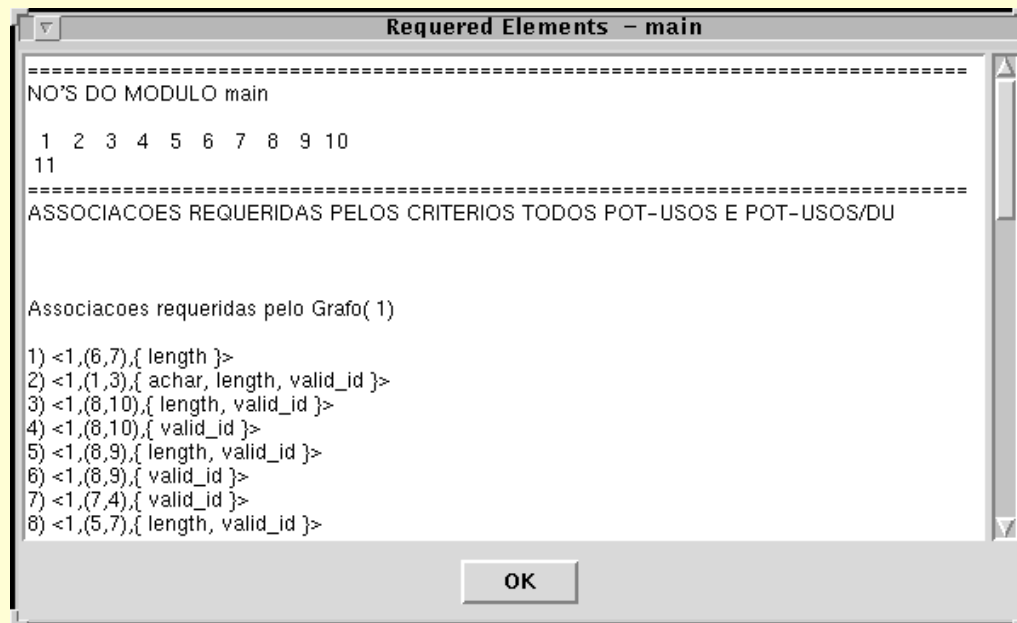 Requered Elements – main
===============================================================================
NO'S DO MODULO main
1 2 3 4 5 6 7 8 9 10
11
===============================================================================
ASSOCIACOES REQUERIDAS PELOS CRITERIOS TODOS POT-USOS E POT-USOS/DU
Associacoes requeridas pelo Grafo( 1)
1) <1,(6,7),{ length }>
2) <1,(1,3),{ achar, length, valid_id }>
3) <1,(8,10),{ length, valid_id }>
4) <1,(8,10),{ valid_id }>
5) <1,(8,9),{ length, valid_id }>
6) <1,(8,9),{ valid_id }>
7) <1,(7,4),{ valid_id }>
8) <1,(5,7),{ length, valid_id }>
OK